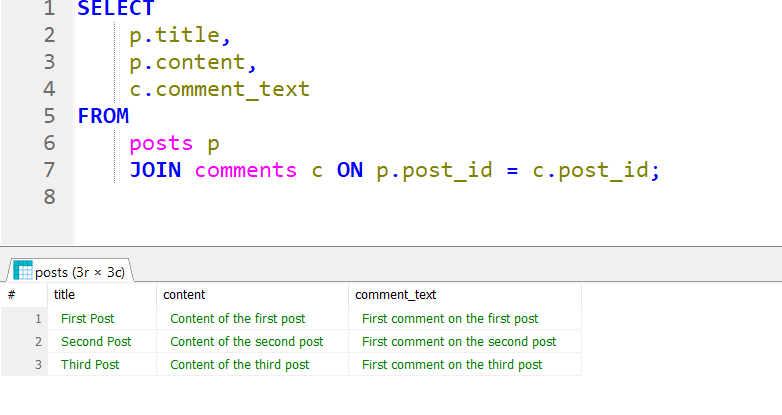 1 SELECT
2 p.title,
3 p.content,
4 c.comment_text
5 FROM
6 posts p
7 JOIN comments c ON p.post_id = c.post_id;
8
posts (3r × 3c)
# title content comment_text
1 First Post Content of the first post First comment on the first post
2 Second Post Content of the second post First comment on the second post
3 Third Post Content of the third post First comment on the third post